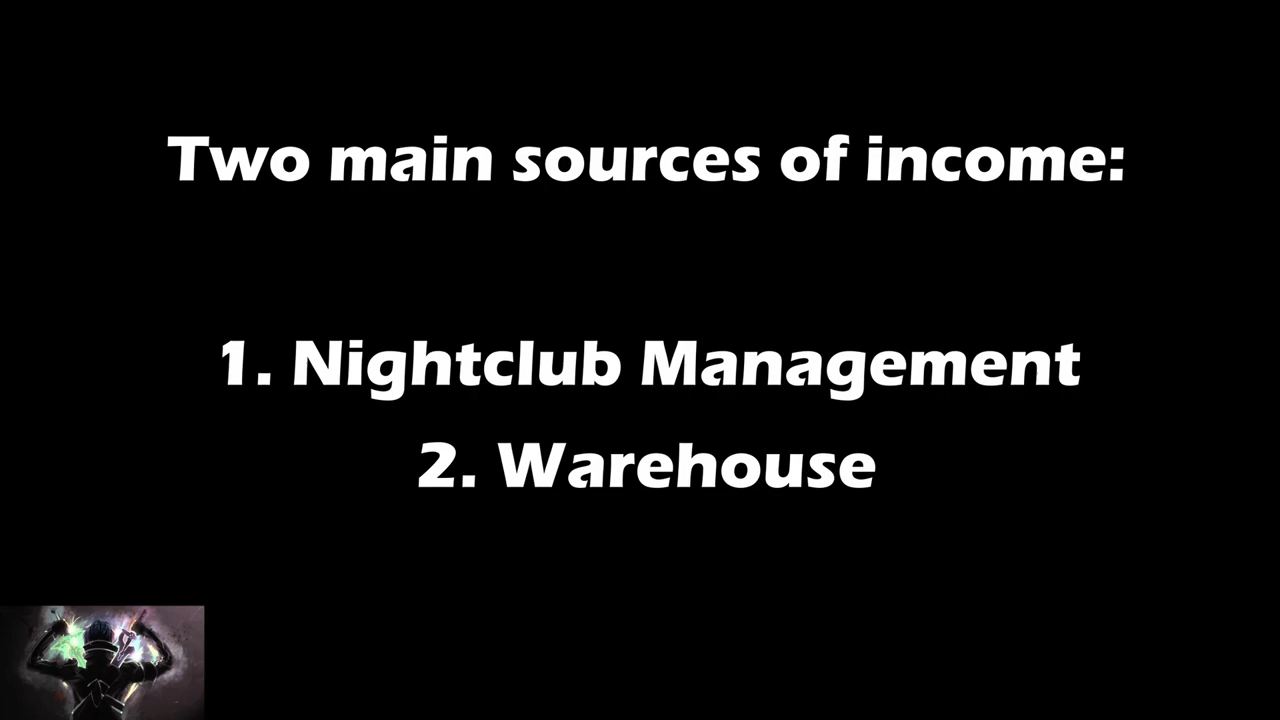 Two main sources of income:
1. Nightclub Management
2. Warehouse